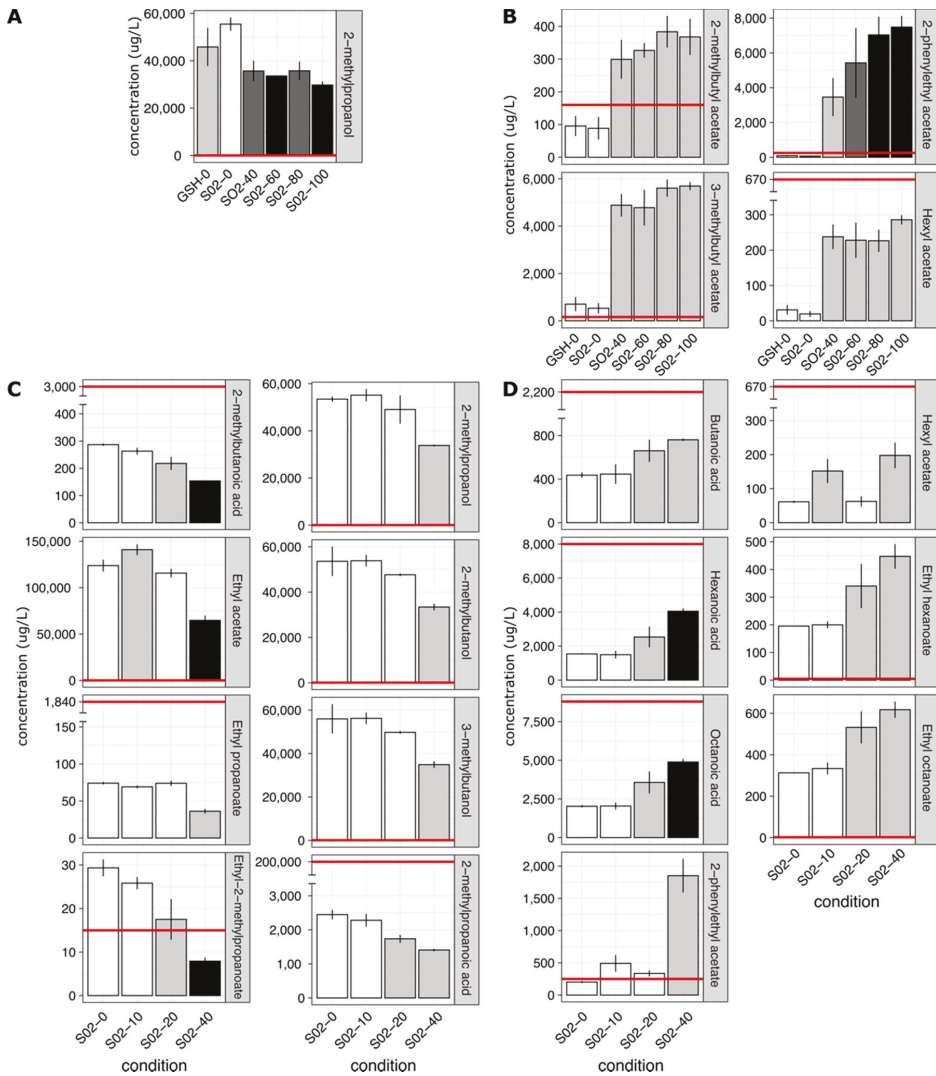 A
concentration (ug/L)
60,000
40,000
20,000
0
2-methylpropanol
GSH-0
S02-0
SO2-40
S02-60
S02-80
S02-100
B
concentration (ug/L)
400
300
200
100
0
2-methylbutyl acetate
8,000
6,000
4,000
2,000
0
2-phenylethyl acetate
6,000
4,000
2,000
0
3-methylbutyl acetate
670
300
200
100
0
Hexyl acetate
GSH-0
S02-0
SO2-40
S02-60
S02-80
S02-100
GSH-0
S02-0
SO2-40
S02-60
S02-80
S02-100
C
concentration (ug/L)
3,000
400
300
200
100
0
2-methylbutanoic acid
60,000
40,000
20,000
0
2-methylpropanol
150,000
100,000
50,000
0
Ethyl acetate
60,000
40,000
20,000
0
2-methylbutanol
1.840
150
100
50
0
Ethyl propanoate
60,000
40,000
20,000
0
3-methylbutanol
30
20
10
0
Ethyl-2-methylpropanoate
200,000
4,000
3,000
2,000
1,00
0
2-methylpropanoic acid
S02-0
S02-10
S02-20
S02-40
condition
S02-0
S02-10
S02-20
S02-40
condition
D
concentration (ug/L)
2,200
800
400
0
Butanoic acid
670
300
200
100
0
Hexyl acetate
8,000
6,000
4,000
2,000
0
Hexanoic acid
500
400
300
200
100
0
Ethyl hexanoate
7,500
5,000
2,500
0
Octanoic acid
600
400
200
0
Ethyl octanoate
2,000
1,500
1,000
500
0
2-phenylethyl acetate
S02-0
S02-10
S02-20
S02-40
condition
S02-0
S02-10
S02-20
S02-40
condition